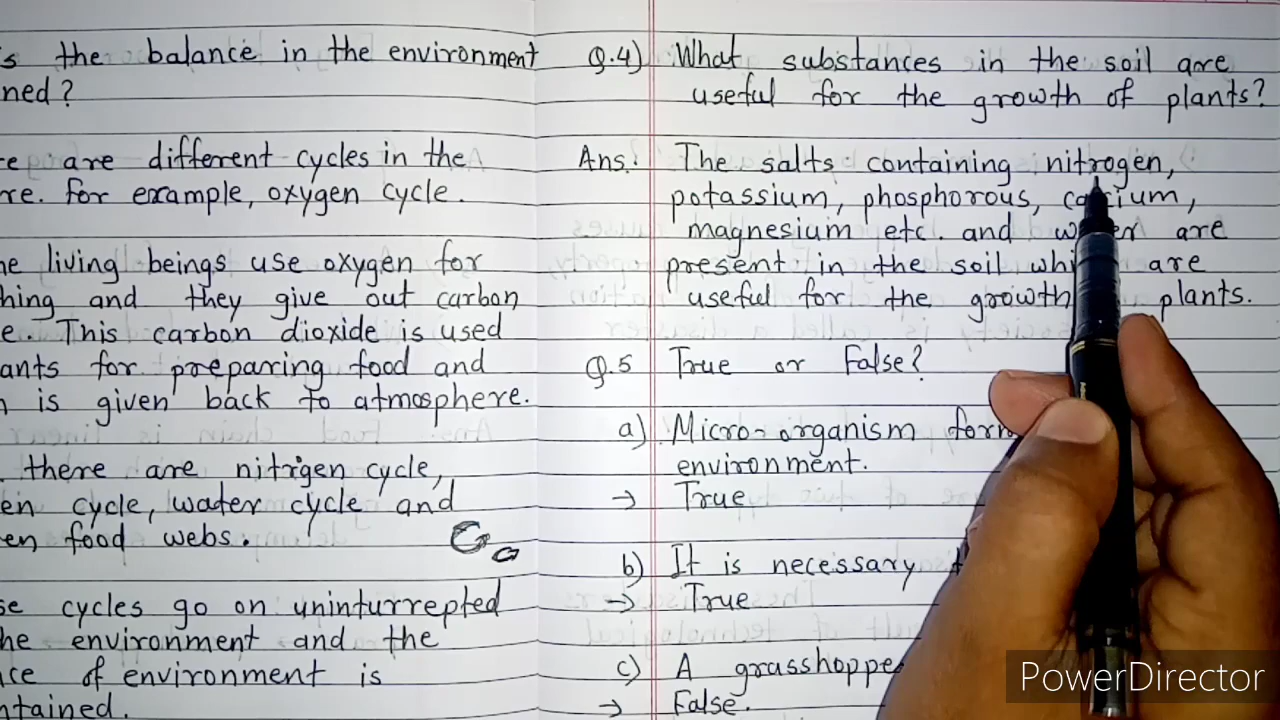 s the balance in the environment
ned?
re are different cycles in the
re. for example, oxygen cycle.
ne living beings use oxygen for
hing and they give out carbon
e. This carbon dioxide is used
ants for preparing food and
n is given back to atmosphere.
there are nitrigen cycle,
en cycle, water cycle and
en food webs.
se cycles go on uninturrepted
he environment and the
ce of environment is
ntained.
Q.4) What substances in the soil are
useful for the growth of plants?
Ans: The salts containing nitrogen,
potassium, phosphorous, ium,
magnesium etc. and are
present in the soil are
useful for the growth plants.
Q.5 True or False?
a) Micro-organism form
environment.
→ True
b) It is necessary
→ True
c) A grasshoppe
→ False.
PowerDirector